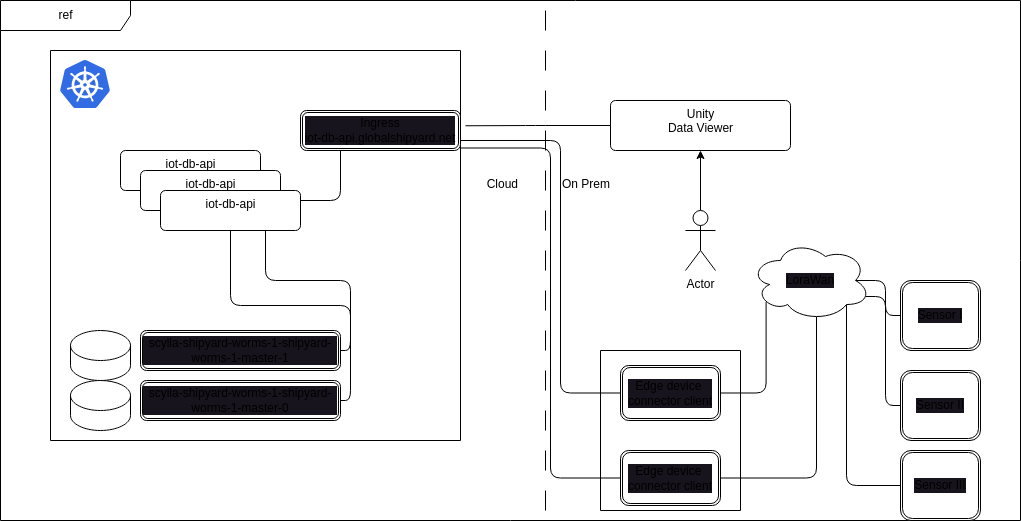 ref
Ingress
iot-db-api.globalshipyard.net
Unity
Data Viewer
iot-db-api
iot-db-api
iot-db-api
Cloud
On Prem
Actor
LoraWan
Sensor I
scylla-shipyard-worms-1-shipyard-
worms-1-master-1
scylla-shipyard-worms-1-shipyard-
worms-1-master-0
Edge device
connector client
Sensor II
Edge device
connector client
Sensor III